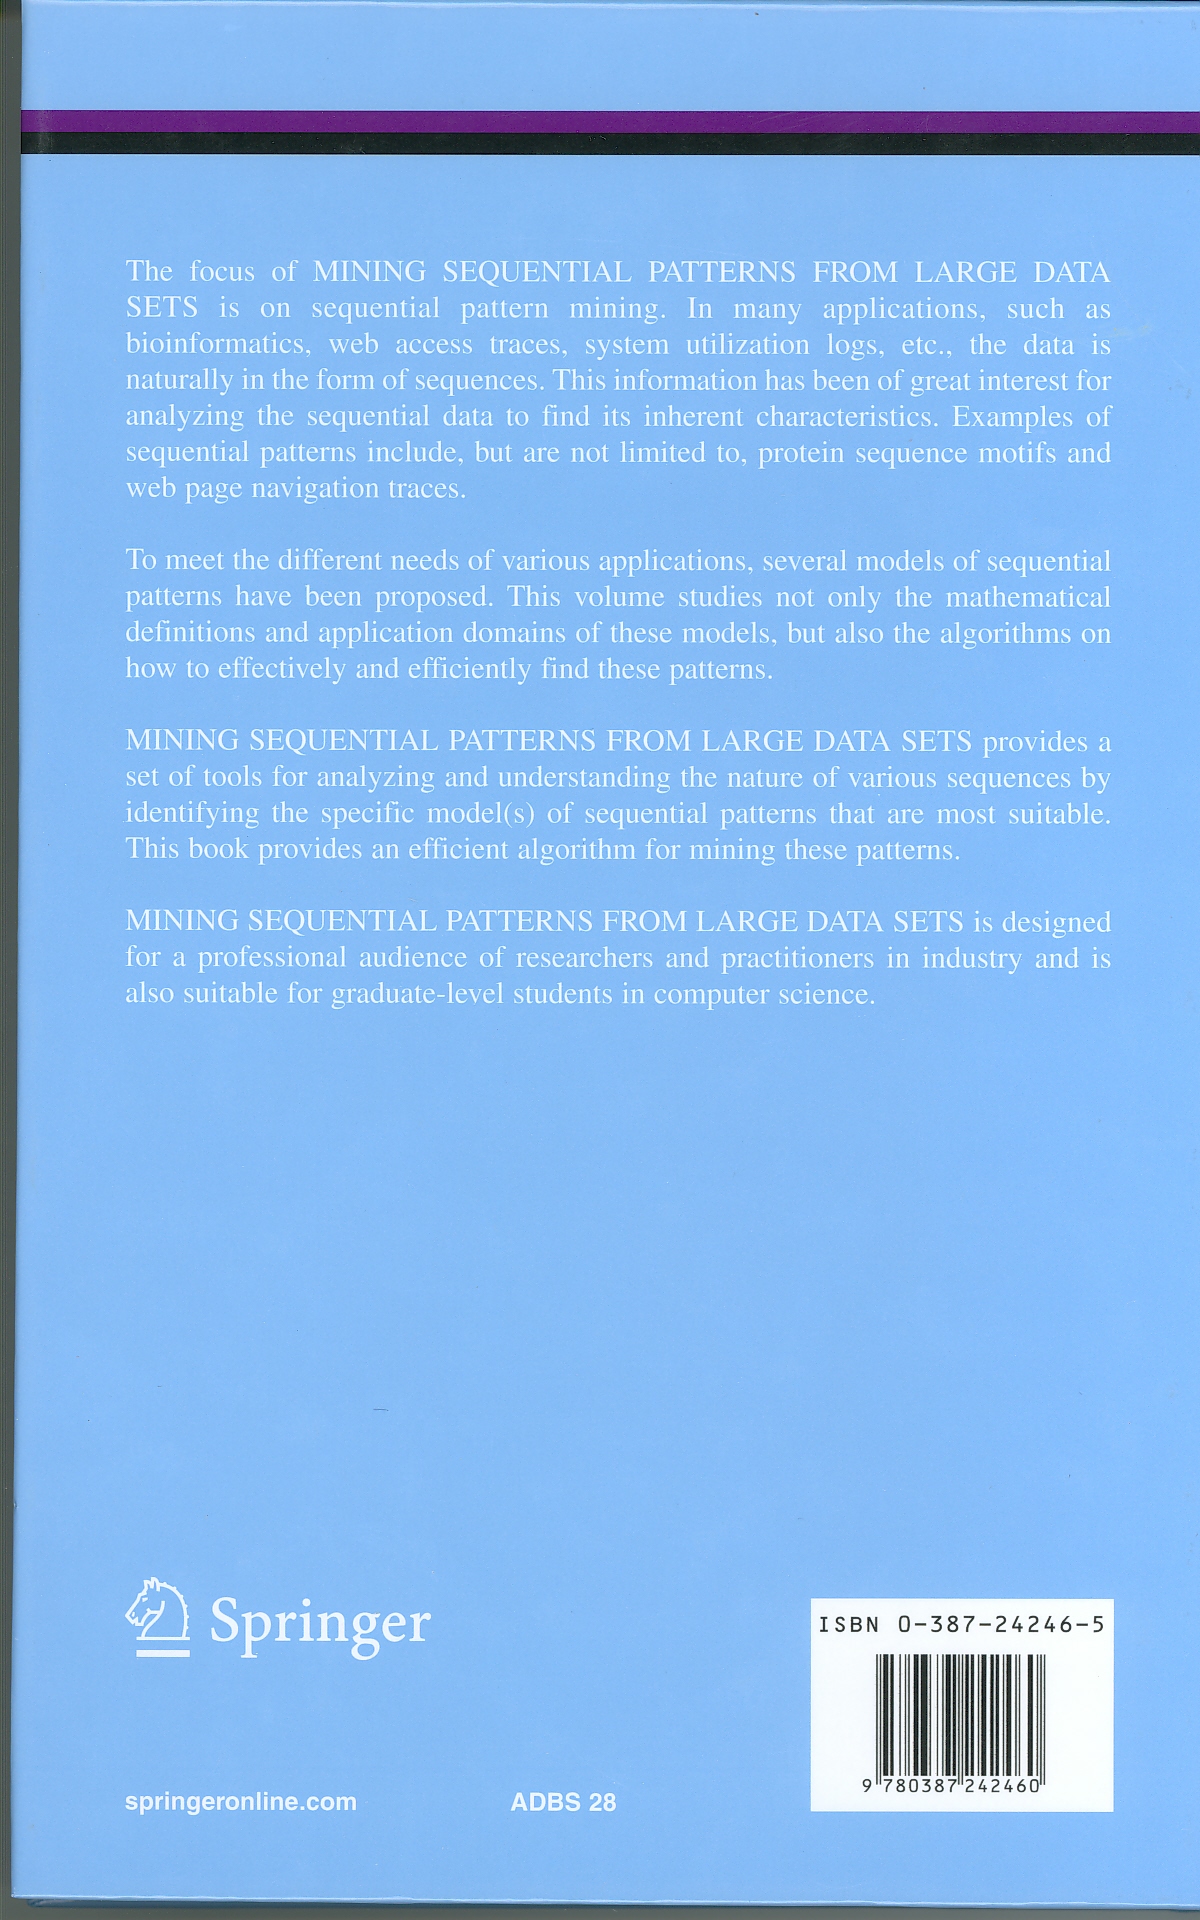 The focus of MINING SEQUENTIAL PATTERNS FROM LARGE DATA
SETS is on sequential pattern mining. In many applications, such as
bioinformatics, web access traces, system utilization logs, etc., the data is
naturally in the form of sequences. This information has been of great interest for
analyzing the sequential data to find its inherent characteristics. Examples of
sequential patterns include, but are not limited to, protein sequence motifs and
web page navigation traces.
To meet the different needs of various applications, several models of sequential
patterns have been proposed. This volume studies not only the mathematical
definitions and application domains of these models, but also the algorithms on
how to effectively and efficiently find these patterns.
MINING SEQUENTIAL PATTERNS FROM LARGE DATA SETS provides a
set of tools for analyzing and understanding the nature of various sequences by
identifying the specific model(s) of sequential patterns that are most suitable.
This book provides an efficient algorithm for mining these patterns.
MINING SEQUENTIAL PATTERNS FROM LARGE DATA SETS is designed
for a professional audience of researchers and practitioners in industry and is
also suitable for graduate-level students in computer science.
Springer
ISBN 0-387-24246-5
9 780387 242460
springeronline.com
ADBS 28